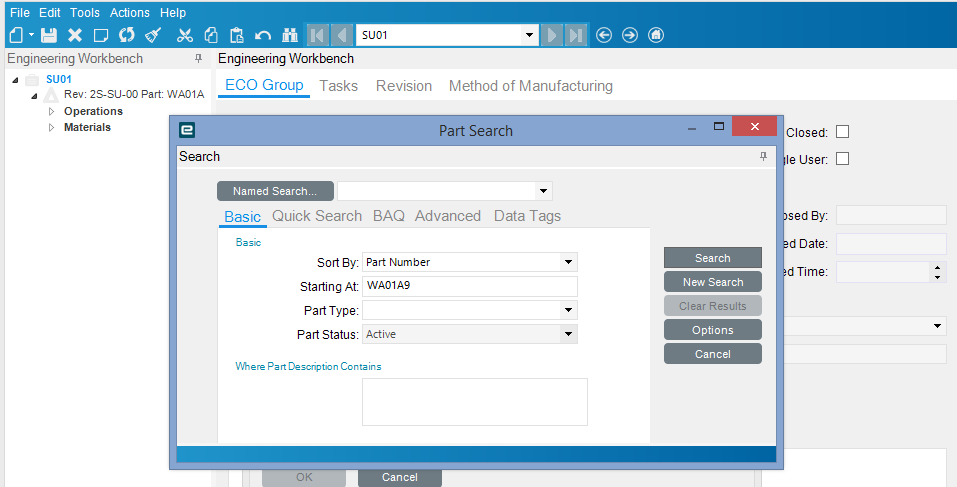 File Edit Tools Actions Help
SU01
Engineering Workbench
SU01
Rev: 2S-SU-00 Part: WA01A
Operations
Materials
Engineering Workbench
ECO Group Tasks Revision Method of Manufacturing
Closed:
gle User:
osed By:
ed Date:
ed Time:
Part Search
Search
Named Search...
Basic Quick Search BAQ Advanced Data Tags
Basic
Sort By: Part Number
Starting At: WA01A9
Part Type:
Part Status: Active
Where Part Description Contains
Search
New Search
Clear Results
Options
Cancel
OK Cancel